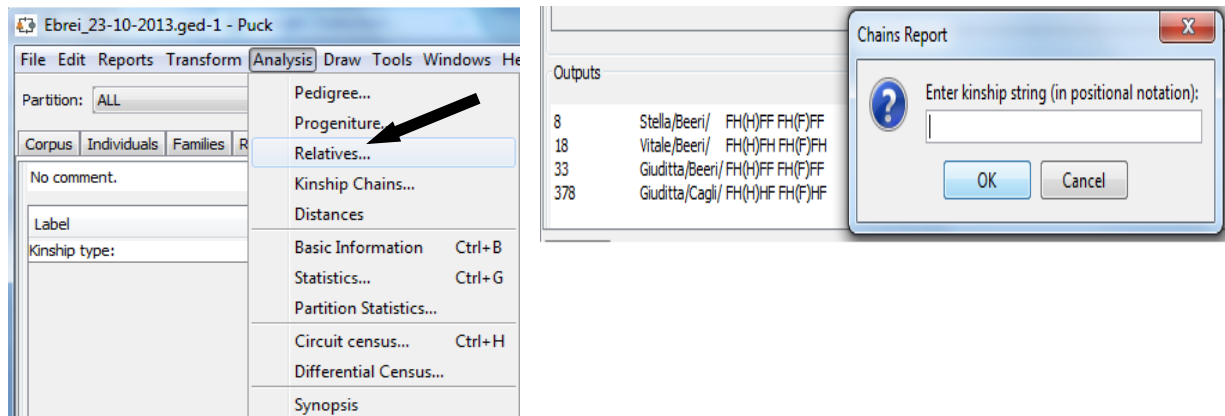 Ebrei_23-10-2013.ged-1 - Puck
File Edit Reports Transform Analysis Draw Tools Windows He
Partition: ALL
Corpus Individuals Families R
No comment.
Label
Kinship type:
Pedigree...
Progeniture...
Relatives...
Kinship Chains...
Distances
Basic Information Ctrl+B
Statistics... Ctrl+G
Partition Statistics...
Circuit census... Ctrl+H
Differential Census...
Synopsis
Outputs
8 Stella/Beeri/ FH(H)FF FH(F)FF
18 Vitale/Beeri/ FH(H)FH FH(F)FH
33 Giuditta/Beeri/ FH(H)FF FH(F)FF
378 Giuditta/Cagli/ FH(H)HF FH(F)HF
Chains Report
Enter kinship string (in positional notation):
OK Cancel